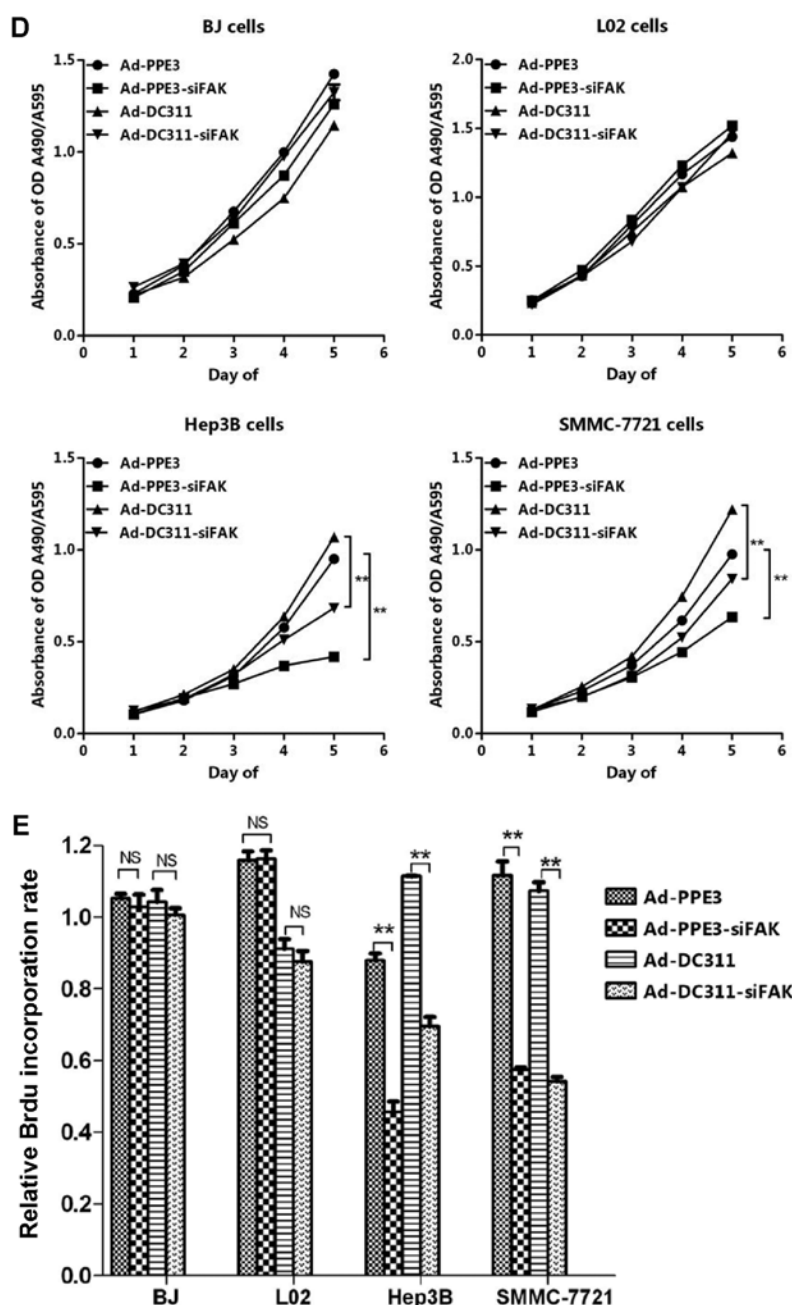 D
BJ cells
Absorbance of OD A490/A595
1.5
1.0
0.5
0.0
Ad-PPE3
Ad-PPE3-siFAK
Ad-DC311
Ad-DC311-siFAK
0 1 2 3 4 5 6
Day of
L02 cells
Absorbance of OD A490/A595
2.0
1.5
1.0
0.5
0.0
Ad-PPE3
Ad-PPE3-siFAK
Ad-DC311
Ad-DC311-siFAK
0 1 2 3 4 5 6
Day of
Hep3B cells
Absorbance of OD A490/A595
1.5
1.0
0.5
0.0
Ad-PPE3
Ad-PPE3-siFAK
Ad-DC311
Ad-DC311-siFAK
**
**
0 1 2 3 4 5 6
Day of
SMMC-7721 cells
Absorbance of OD A490/A595
1.5
1.0
0.5
0.0
Ad-PPE3
Ad-PPE3-siFAK
Ad-DC311
Ad-DC311-siFAK
**
**
0 1 2 3 4 5 6
Day of
E
Relative Brdu incorporation rate
1.2
1.0
0.8
0.6
0.4
0.2
0.0
NS NS
NS
NS
**
**
**
**
Ad-PPE3
Ad-PPE3-siFAK
Ad-DC311
Ad-DC311-siFAK
BJ L02 Hep3B SMMC-7721